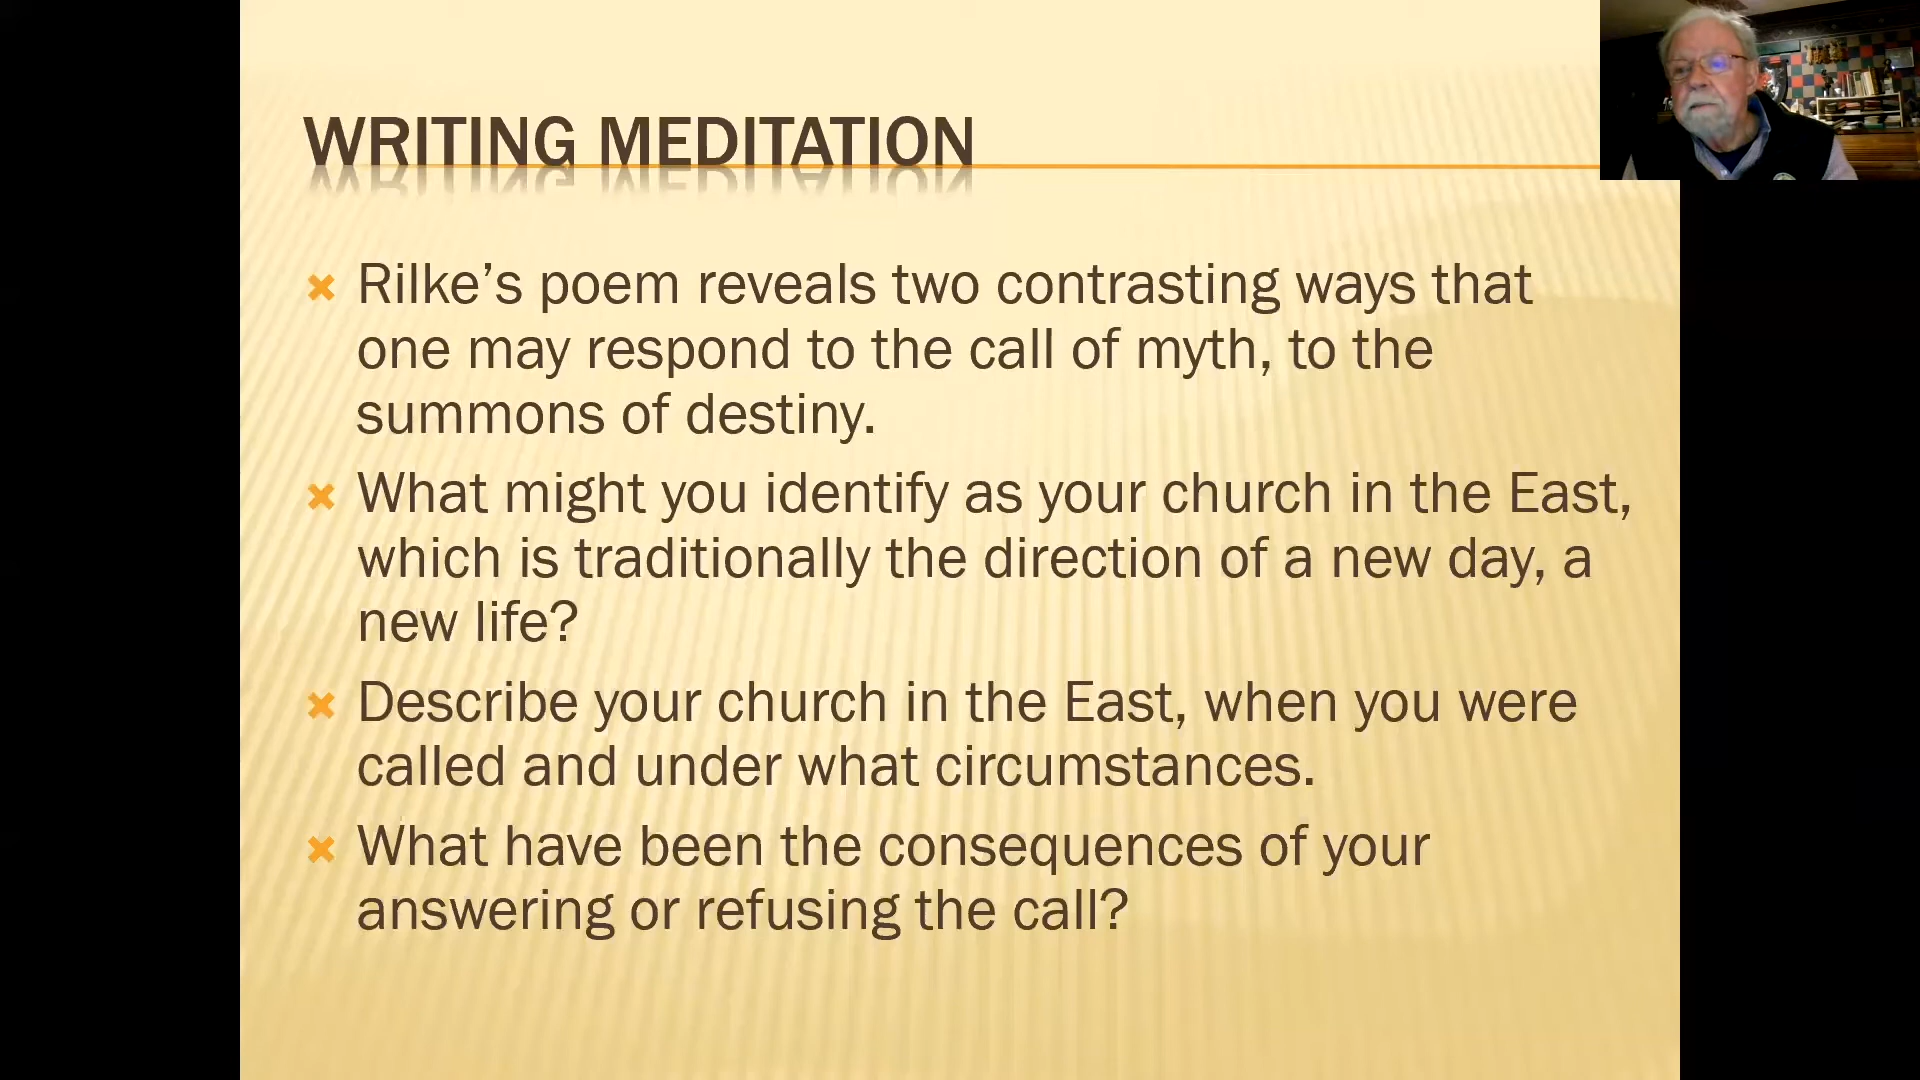 WRITING MEDITATION
Rilke’s poem reveals two contrasting ways that
one may respond to the call of myth, to the
summons of destiny.
What might you identify as your church in the East,
which is traditionally the direction of a new day, a
new life?
Describe your church in the East, when you were
called and under what circumstances.
What have been the consequences of your
answering or refusing the call?